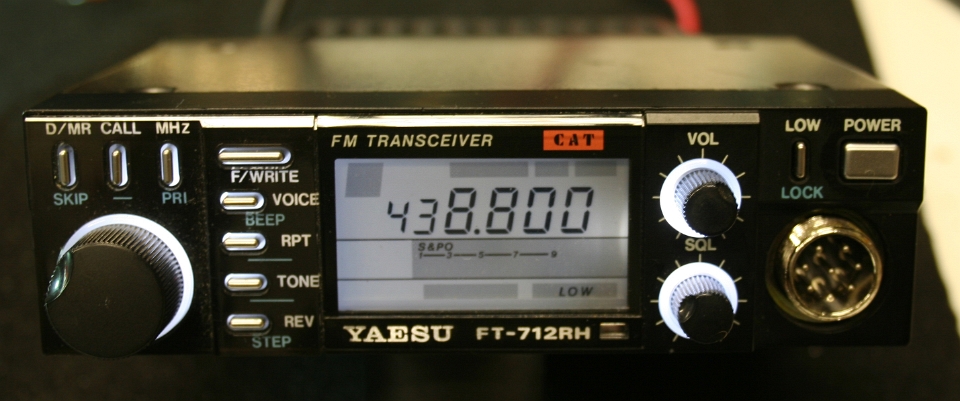 D/MR CALL MHz
SKIP — PRI
F/WRITE
VOICE
BEEP
RPT
TONE
REV
STEP
FM TRANSCEIVER CAT
438.800
S&PO
1 3 5 7 9
LOW
YAESU FT-712RH
VOL
SQL
LOW POWER
LOCK